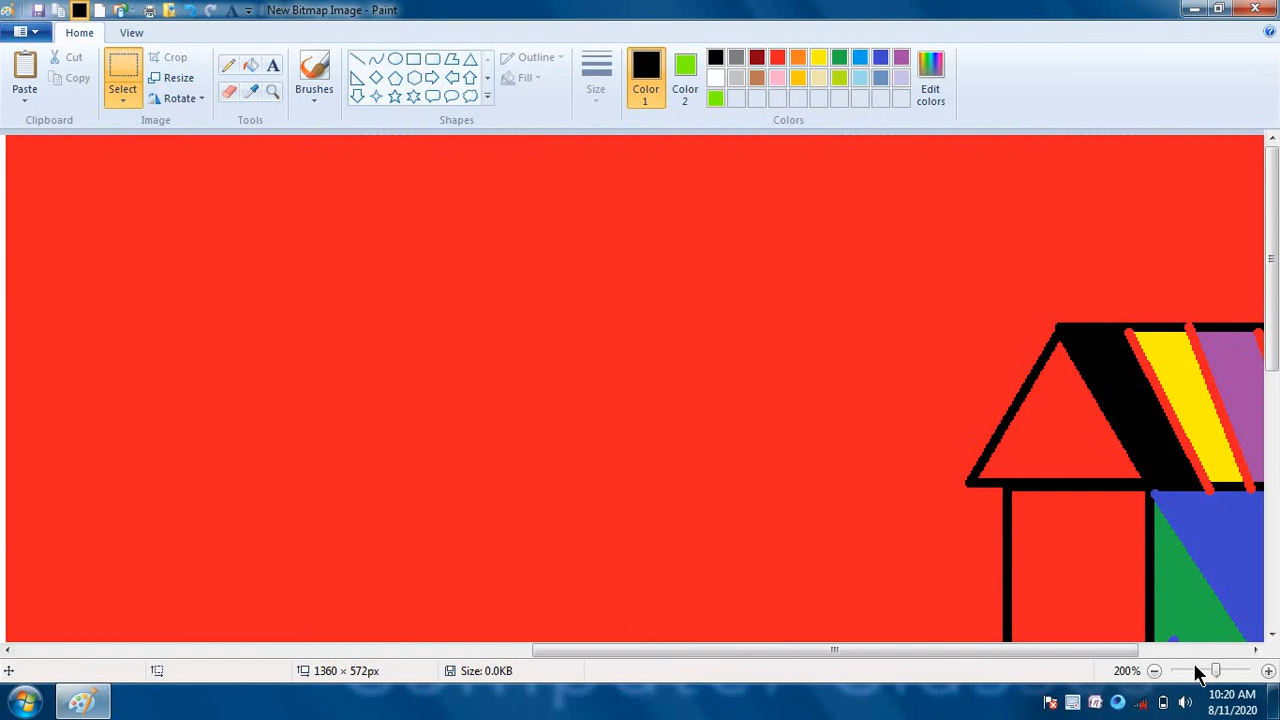 New Bitmap Image - Paint
Home View
Paste
Cut
Copy
Clipboard
Select
Crop
Resize
Rotate
Image
Tools
Brushes
Shapes
Outline
Fill
Size
Color 1
Color 2
Edit colors
Colors
1360 × 572px
Size: 0.0KB
200%
10:20 AM
8/11/2020